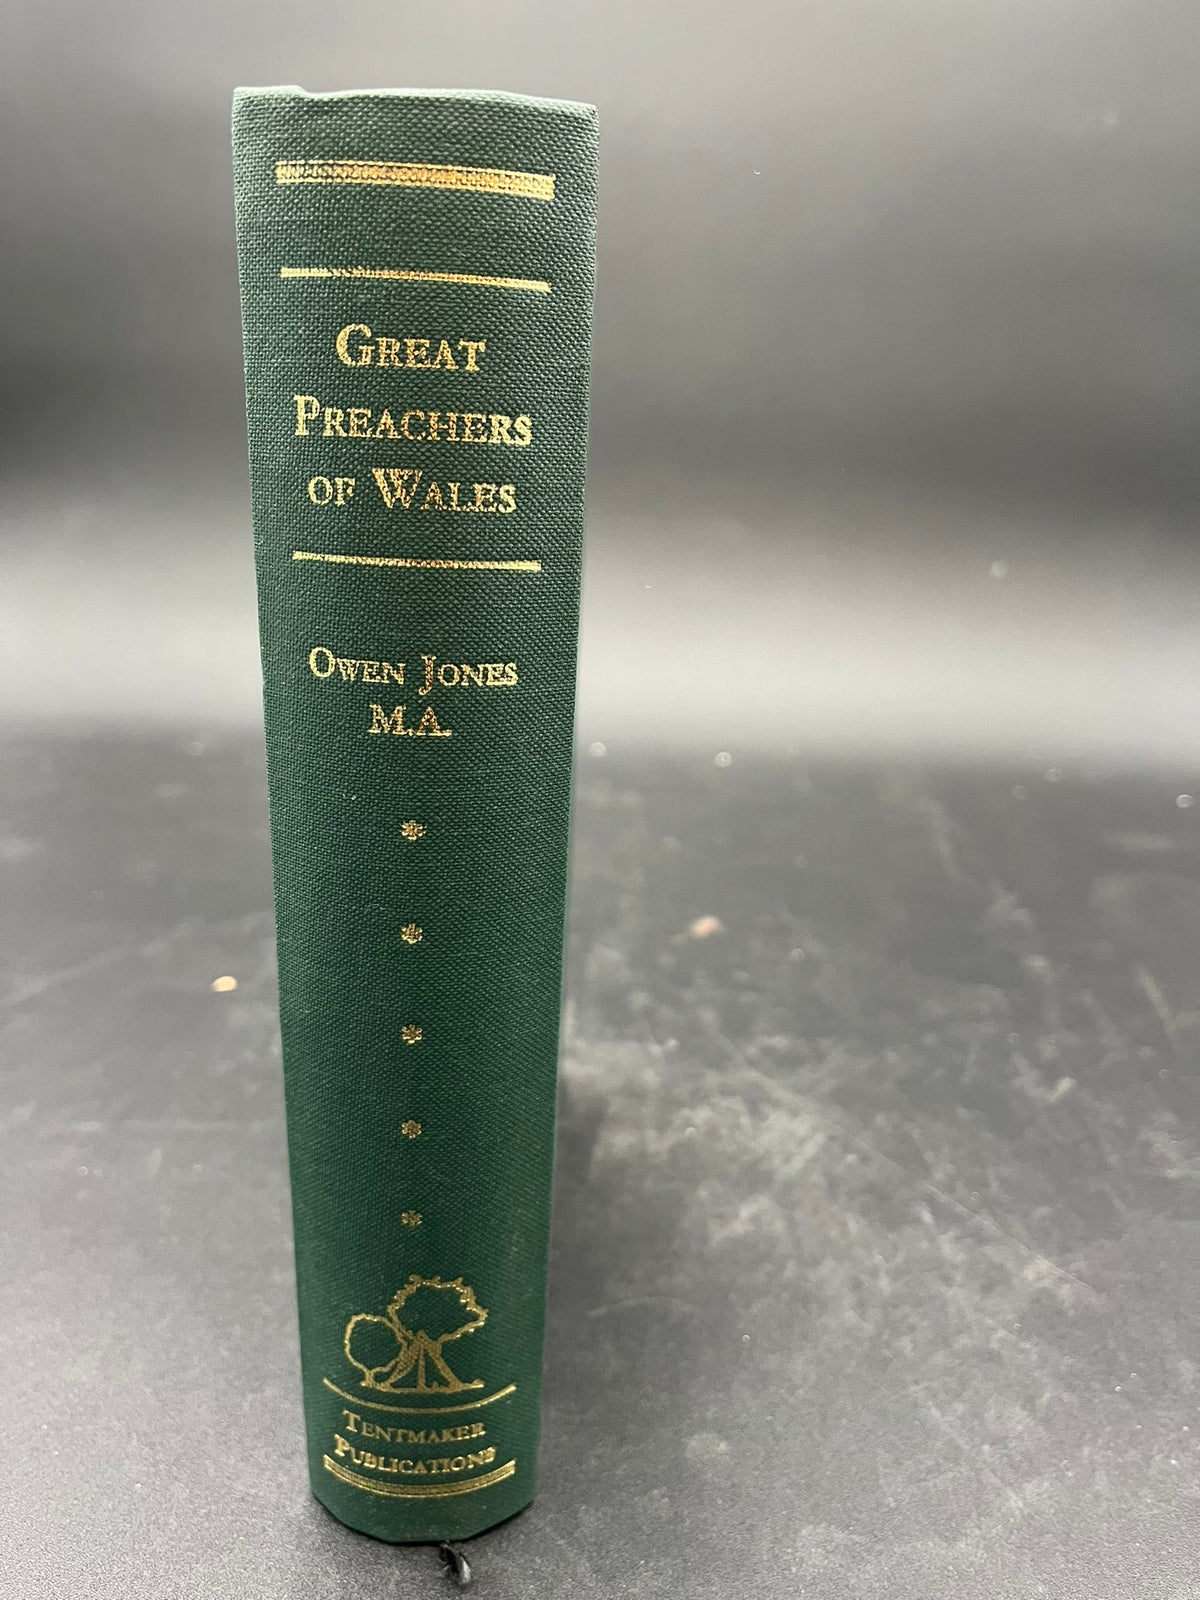 GREAT
PREACHERS
OF WALES
OWEN JONES
M.A.
TENTMAKER
PUBLICATIONS